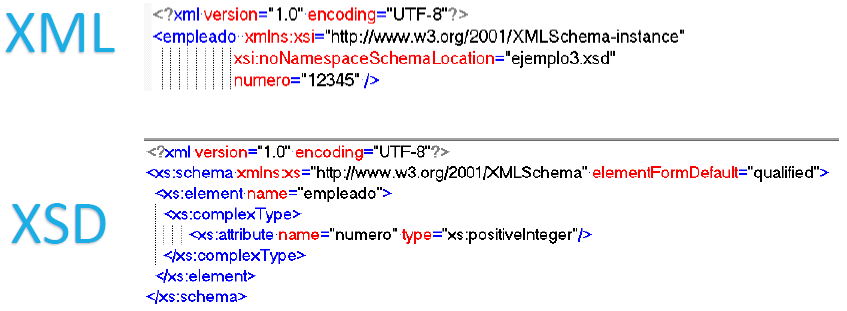 XML
<?xml version="1.0" encoding="UTF-8"?>
<empleado xmlns:xsi="http://www.w3.org/2001/XMLSchema-instance"
xsi:noNamespaceSchemaLocation="ejemplo3.xsd"
numero="12345" />
XSD
<?xml version="1.0" encoding="UTF-8"?>
<xs:schema xmlns:xs="http://www.w3.org/2001/XMLSchema" elementFormDefault="qualified">
<xs:element name="empleado">
<xs:complexType>
<xs:attribute name="numero" type="xs:positiveInteger"/>
</xs:complexType>
</xs:element>
</xs:schema>